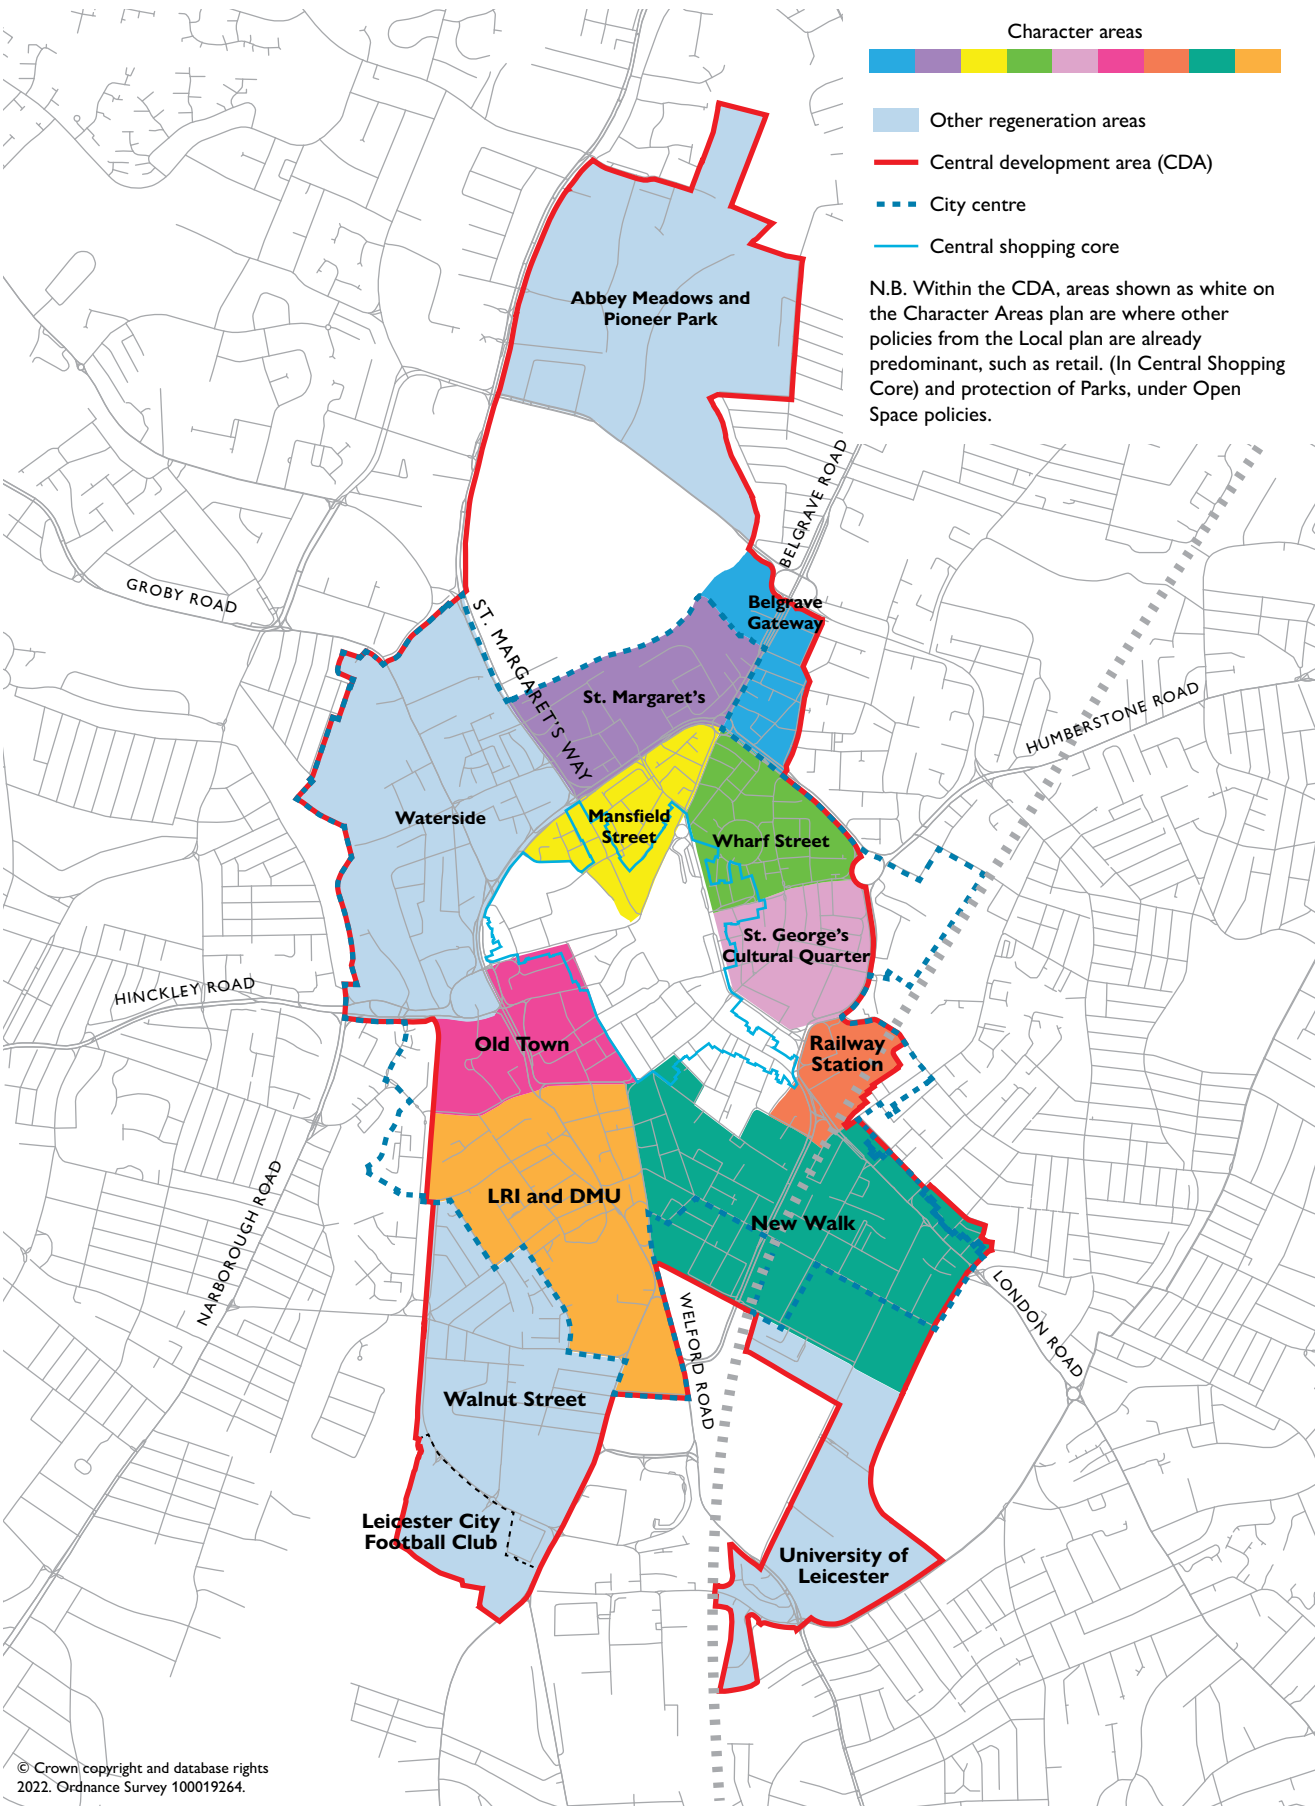 Character areas
Other regeneration areas
Central development area (CDA)
City centre
Central shopping core
N.B. Within the CDA, areas shown as white on
the Character Areas plan are where other
policies from the Local plan are already
predominant, such as retail. (In Central Shopping
Core) and protection of Parks, under Open
Space policies.
Abbey Meadows and
Pioneer Park
BELGRAVE ROAD
GROBY ROAD
ST. MARGARET'S WAY
Belgrave
Gateway
St. Margaret's
HUMBERSTONE ROAD
Waterside
Mansfield
Street
Wharf Street
St. George's
Cultural Quarter
HINCKLEY ROAD
Old Town
Railway
Station
NARBOROUGH ROAD
LRI and DMU
New Walk
LONDON ROAD
WELFORD ROAD
Walnut Street
Leicester City
Football Club
University of
Leicester
© Crown copyright and database rights
2022. Ordnance Survey 100019264.